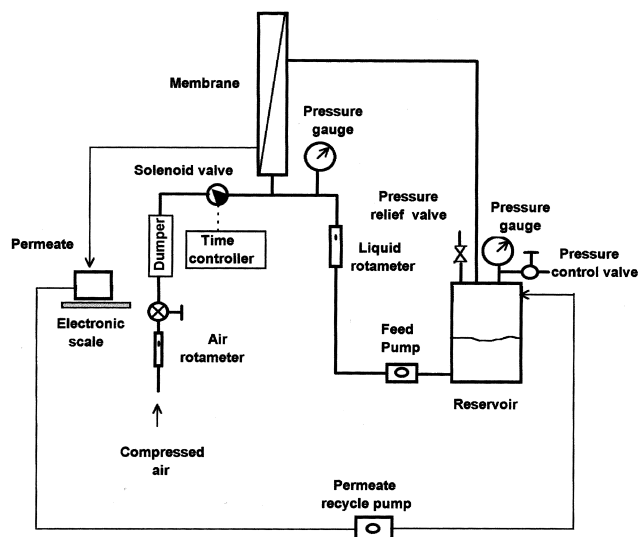 Membrane
Pressure
gauge
Solenoid valve
Pressure
relief valve
Pressure
gauge
Permeate
Dumper
Time
controller
Liquid
rotameter
Pressure
control valve
Electronic
scale
Air
rotameter
Feed
Pump
Reservoir
Compressed
air
Permeate
recycle pump